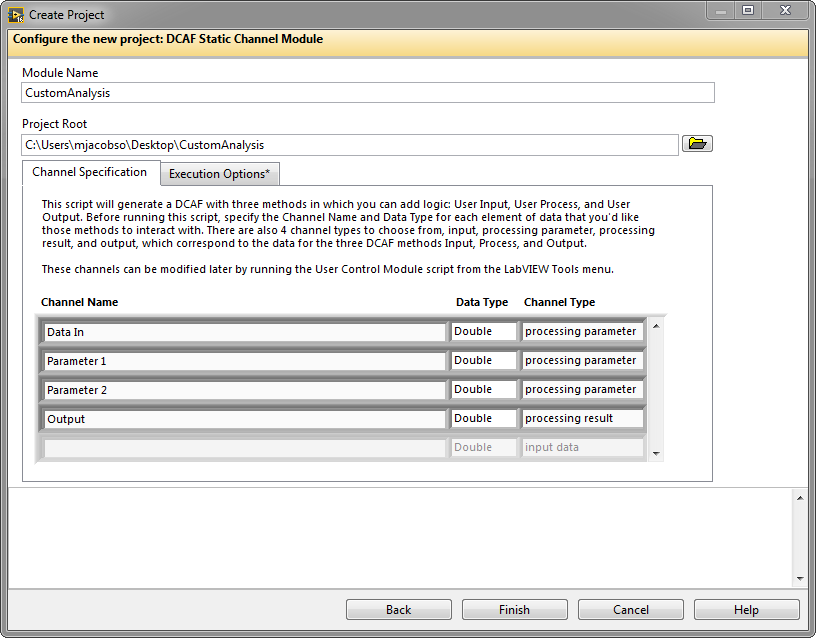 Create Project
Configure the new project: DCAF Static Channel Module
Module Name
CustomAnalysis
Project Root
C:\Users\mjacobso\Desktop\CustomAnalysis
Channel Specification
Execution Options*
This script will generate a DCAF with three methods in which you can add logic: User Input, User Process, and User
Output. Before running this script, specify the Channel Name and Data Type for each element of data that you'd like
those methods to interact with. There are also 4 channel types to choose from, input, processing parameter, processing
result, and output, which correspond to the data for the three DCAF methods Input, Process, and Output.
These channels can be modified later by running the User Control Module script from the LabVIEW Tools menu.
Channel Name Data Type Channel Type
Data In Double processing parameter
Parameter 1 Double processing parameter
Parameter 2 Double processing parameter
Output Double processing result
Double input data
Back Finish Cancel Help